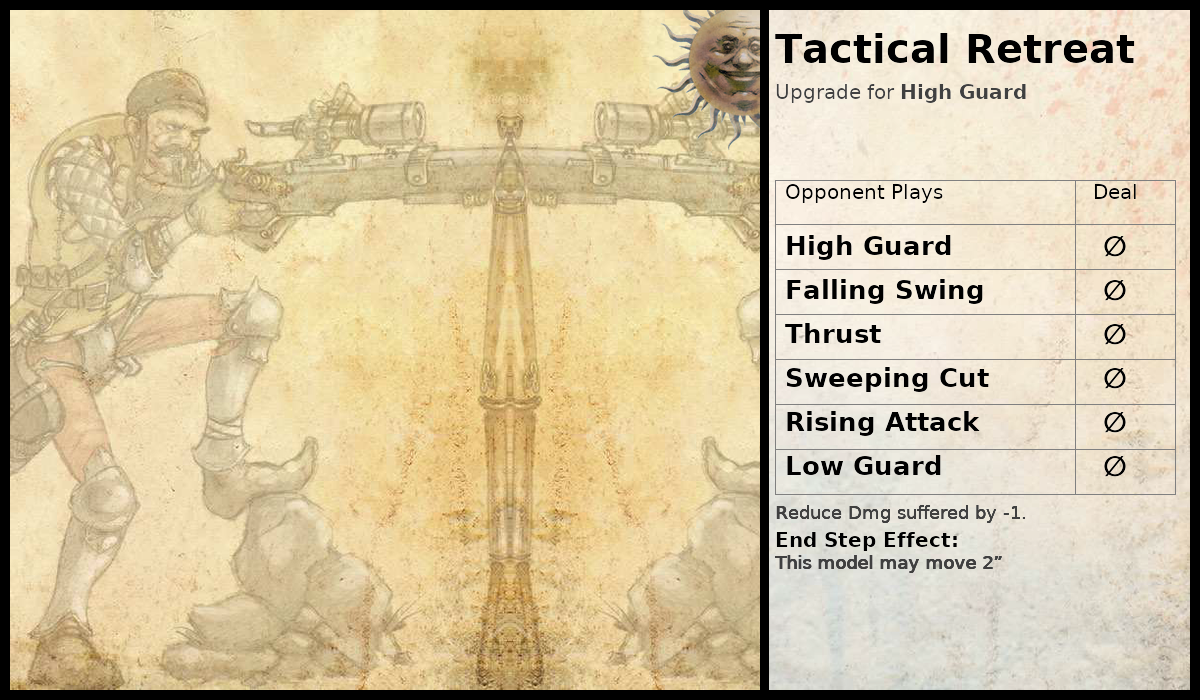 Tactical Retreat
Upgrade for High Guard
Opponent Plays Deal
High Guard ∅
Falling Swing ∅
Thrust ∅
Sweeping Cut ∅
Rising Attack ∅
Low Guard ∅
Reduce Dmg suffered by -1.
End Step Effect:
This model may move 2”